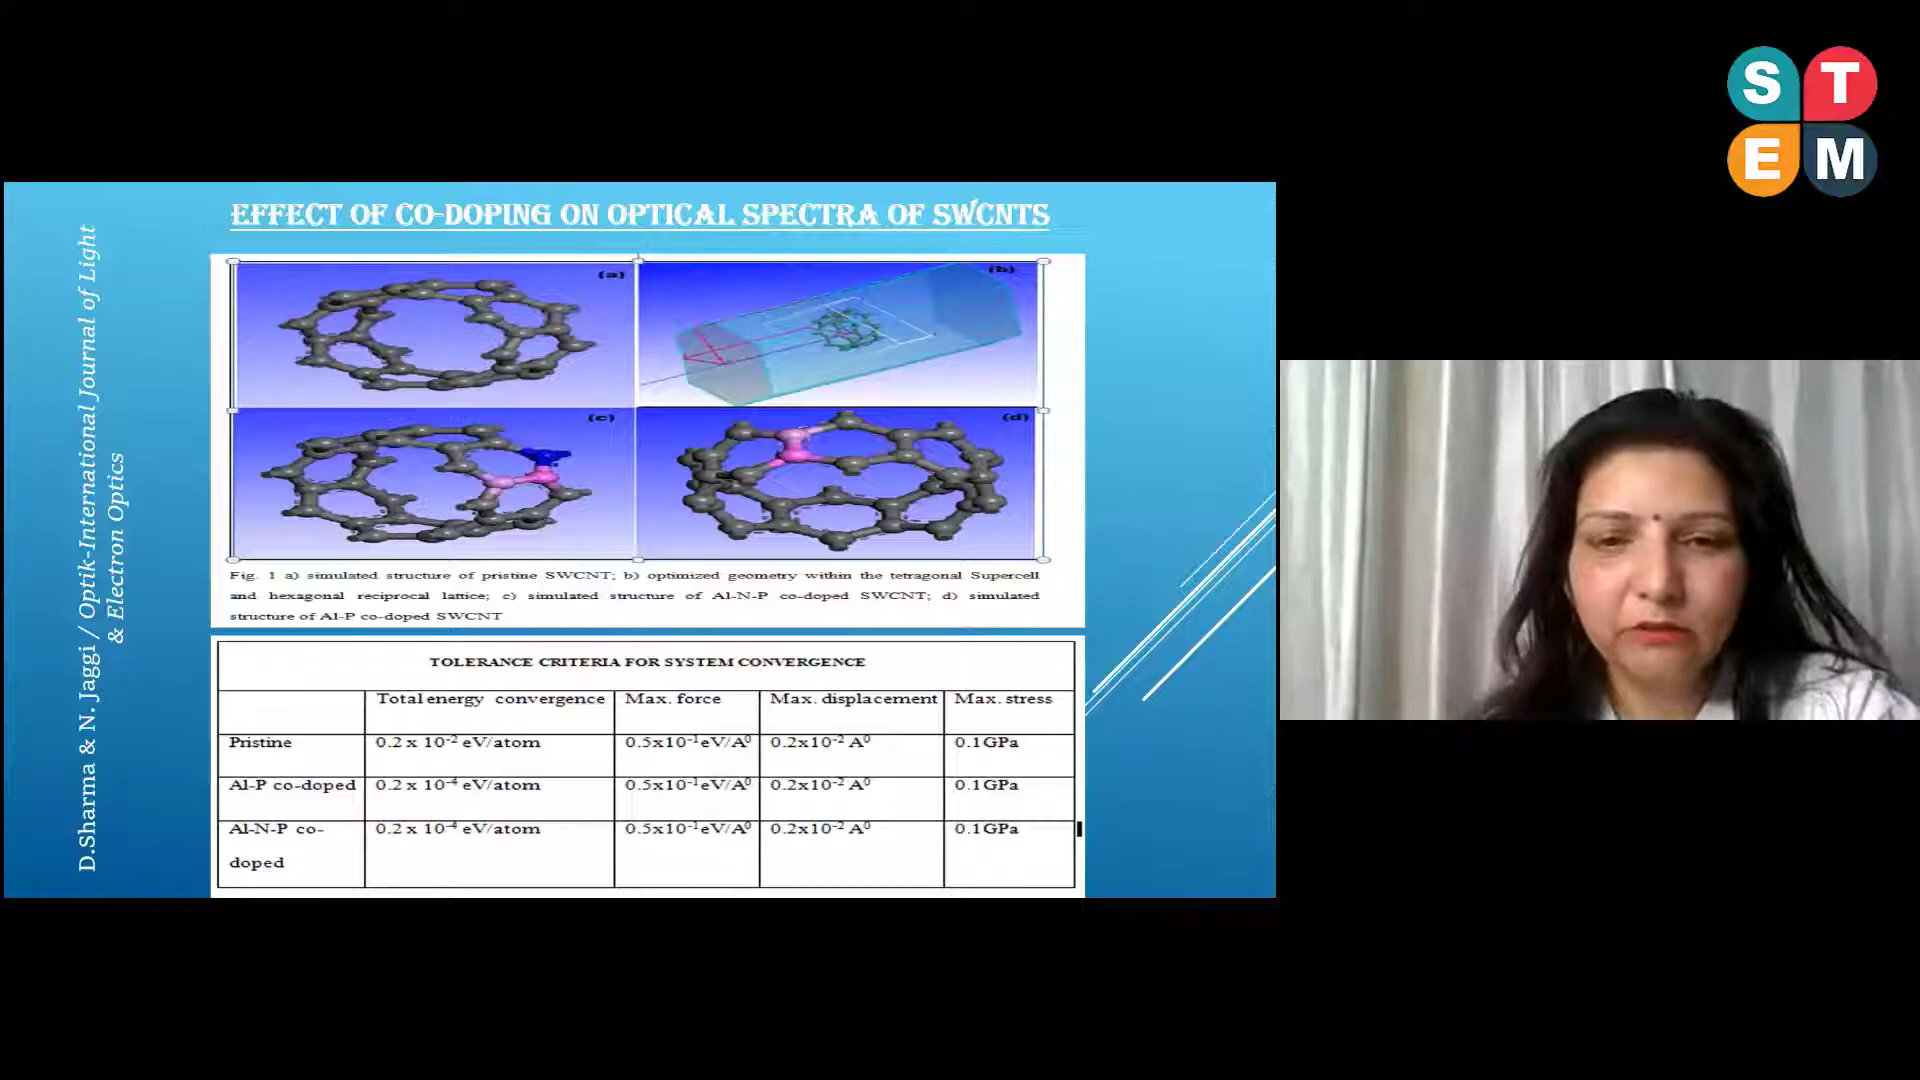 S T
E M
EFFECT OF CO-DOPING ON OPTICAL SPECTRA OF SWCNTS
D.Sharma & N. Jaggi / Optik-International Journal of Light
& Electron Optics
(a)
(b)
(c)
(d)
Fig. 1 a) simulated structure of pristine SWCNT; b) optimized geometry within the tetragonal Supercell
and hexagonal reciprocal lattice; c) simulated structure of Al-N-P co-doped SWCNT; d) simulated
structure of Al-P co-doped SWCNT
TOLERANCE CRITERIA FOR SYSTEM CONVERGENCE
Total energy convergence Max. force Max. displacement Max. stress
Pristine 0.2 x 10⁻² eV/atom 0.5x10⁻¹eV/A⁰ 0.2x10⁻² A⁰ 0.1GPa
Al-P co-doped 0.2 x 10⁻⁴ eV/atom 0.5x10⁻¹eV/A⁰ 0.2x10⁻² A⁰ 0.1GPa
Al-N-P co- 0.2 x 10⁻⁴ eV/atom 0.5x10⁻¹eV/A⁰ 0.2x10⁻² A⁰ 0.1GPa
doped